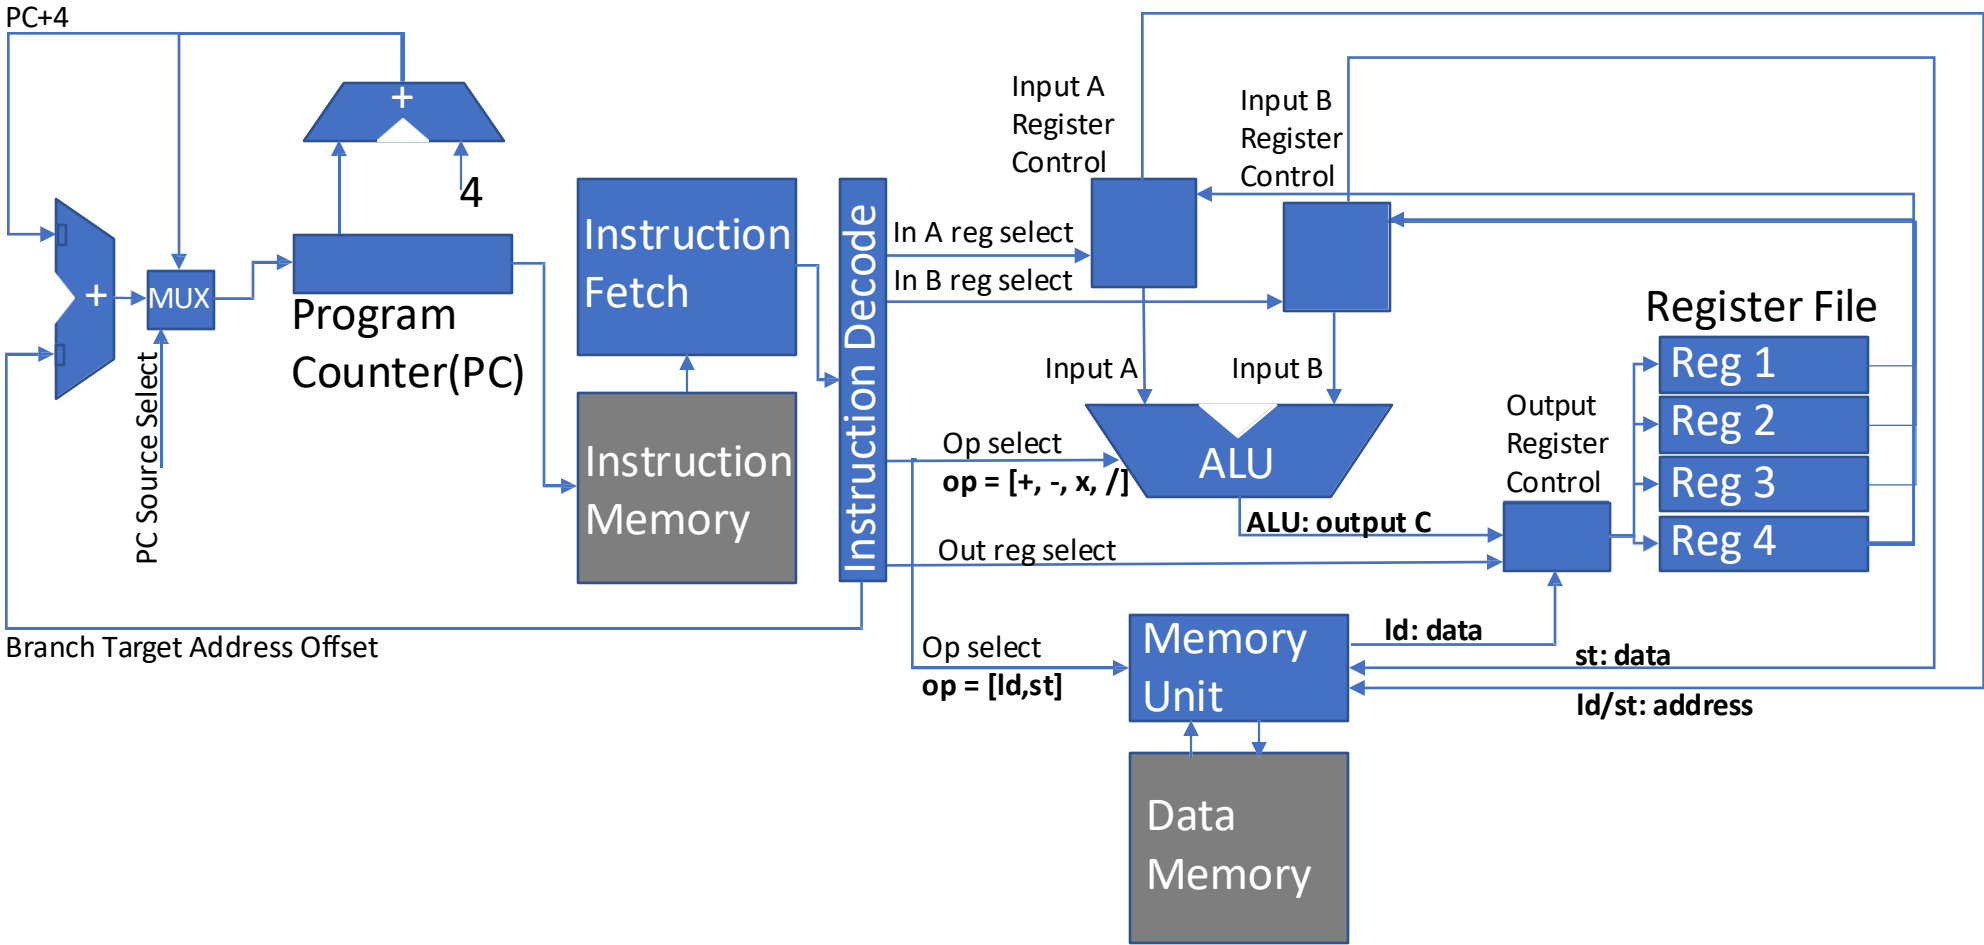 PC+4
+
4
+
MUX
PC Source Select
Program
Counter(PC)
Instruction
Fetch
Instruction
Memory
Instruction Decode
Branch Target Address Offset
Input A
Register
Control
Input B
Register
Control
In A reg select
In B reg select
Input A
Input B
Op select
op = [+, -, x, /]
ALU
ALU: output C
Out reg select
Output
Register
Control
Register File
Reg 1
Reg 2
Reg 3
Reg 4
Op select
op = [ld,st]
Memory
Unit
ld: data
st: data
ld/st: address
Data
Memory